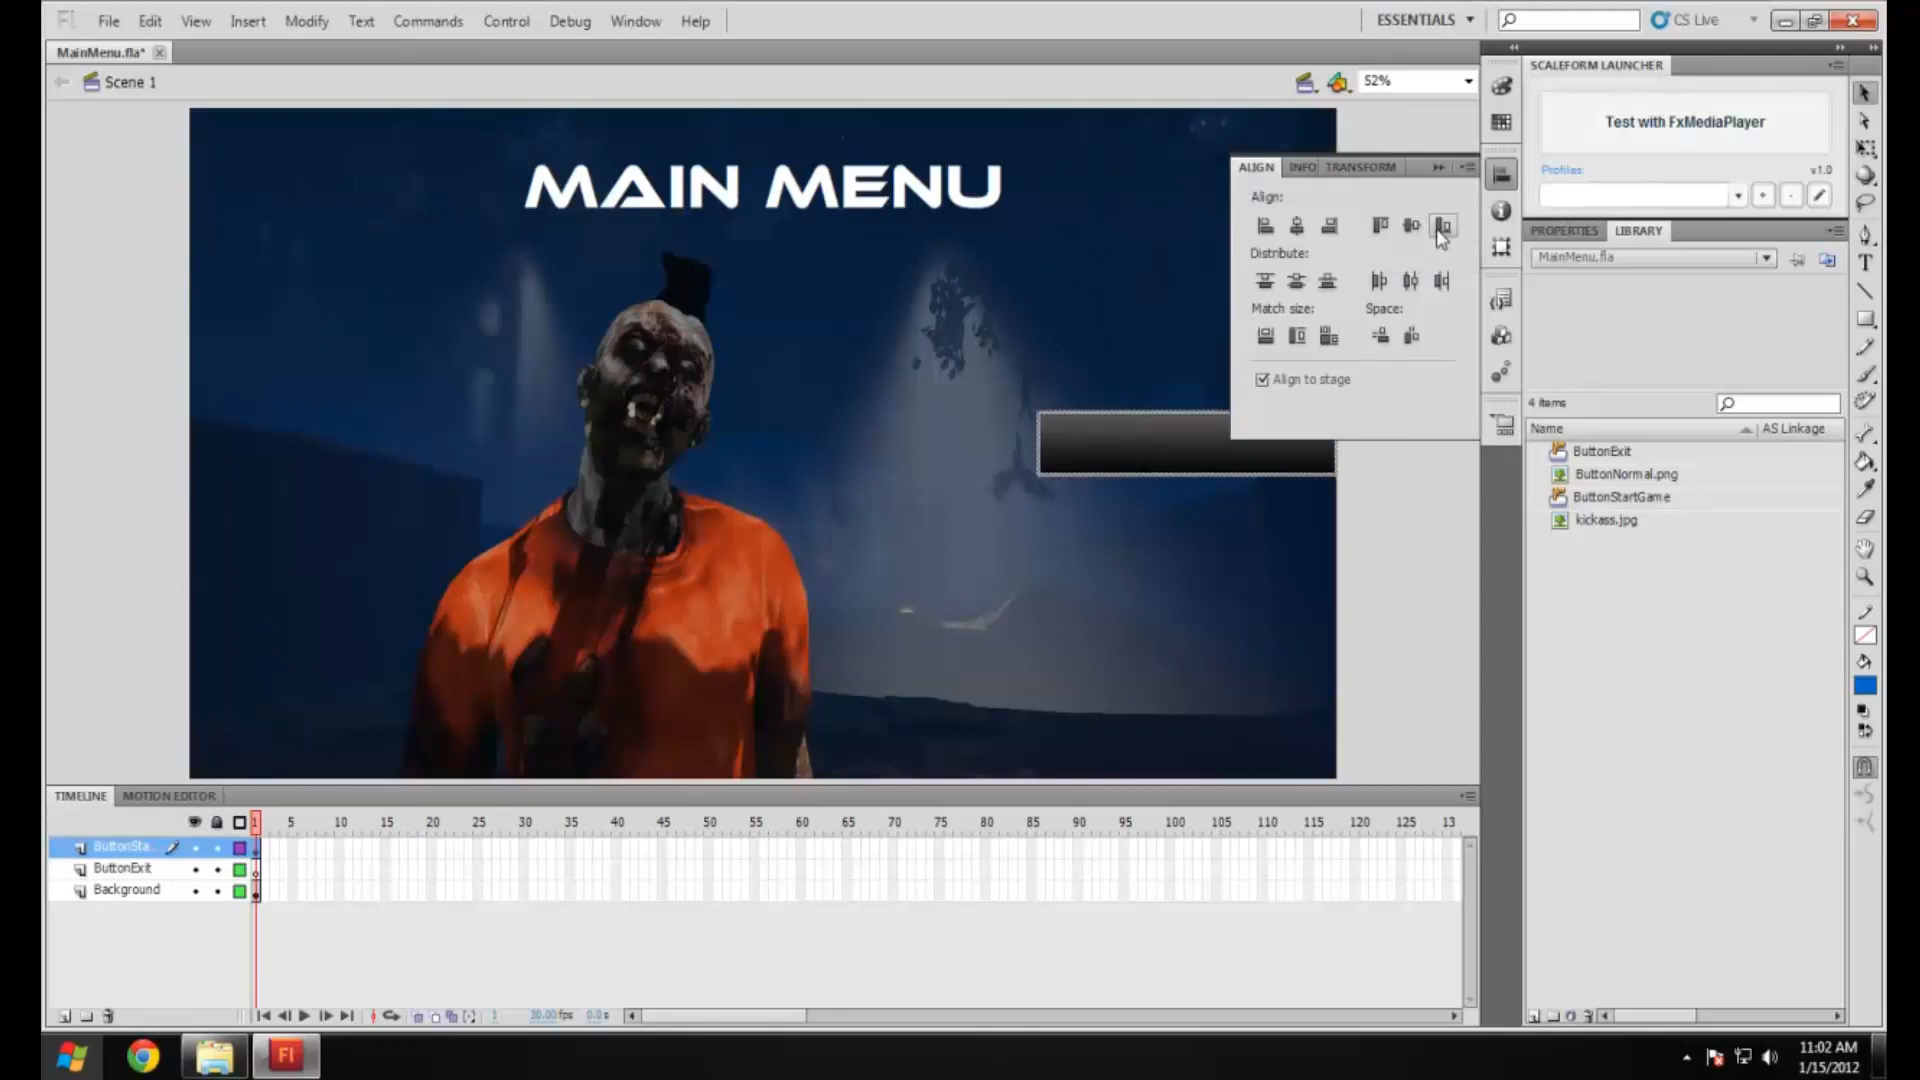 Fl File Edit View Insert Modify Text Commands Control Debug Window Help ESSENTIALS CS Live
MainMenu.fla*
Scene 1 52%
MAIN MENU
ALIGN INFO TRANSFORM
Align:
Distribute:
Match size: Space:
Align to stage
SCALEFORM LAUNCHER
Test with FxMediaPlayer
Profiles: v1.0
+ -
PROPERTIES LIBRARY
MainMenu.fla
4 items
Name AS Linkage
ButtonExit
ButtonNormal.png
ButtonStartGame
kickass.jpg
TIMELINE MOTION EDITOR
1 5 10 15 20 25 30 35 40 45 50 55 60 65 70 75 80 85 90 95 100 105 110 115 120 125 13
ButtonSta..
ButtonExit
Background
1 30.00fps 0.0s
Fl
11:02 AM
1/15/2012